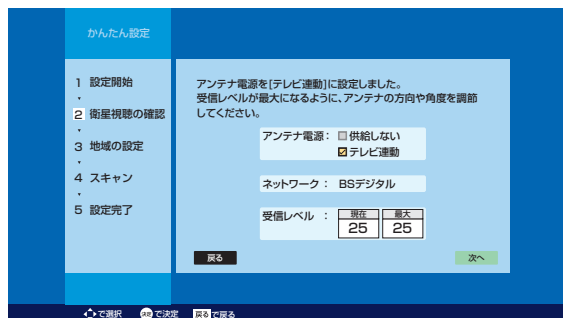 かんたん設定
1 設定開始
・
2 衛星視聴の確認
・
3 地域の設定
・
4 スキャン
・
5 設定完了
アンテナ電源を[テレビ連動]に設定しました。
受信レベルが最大になるように、アンテナの方向や角度を調節
してください。
アンテナ電源： 供給しない
テレビ連動
ネットワーク： BSデジタル
受信レベル ： 現在 最大
25 25
戻る 次へ
で選択 決定 で決定 戻る で戻る